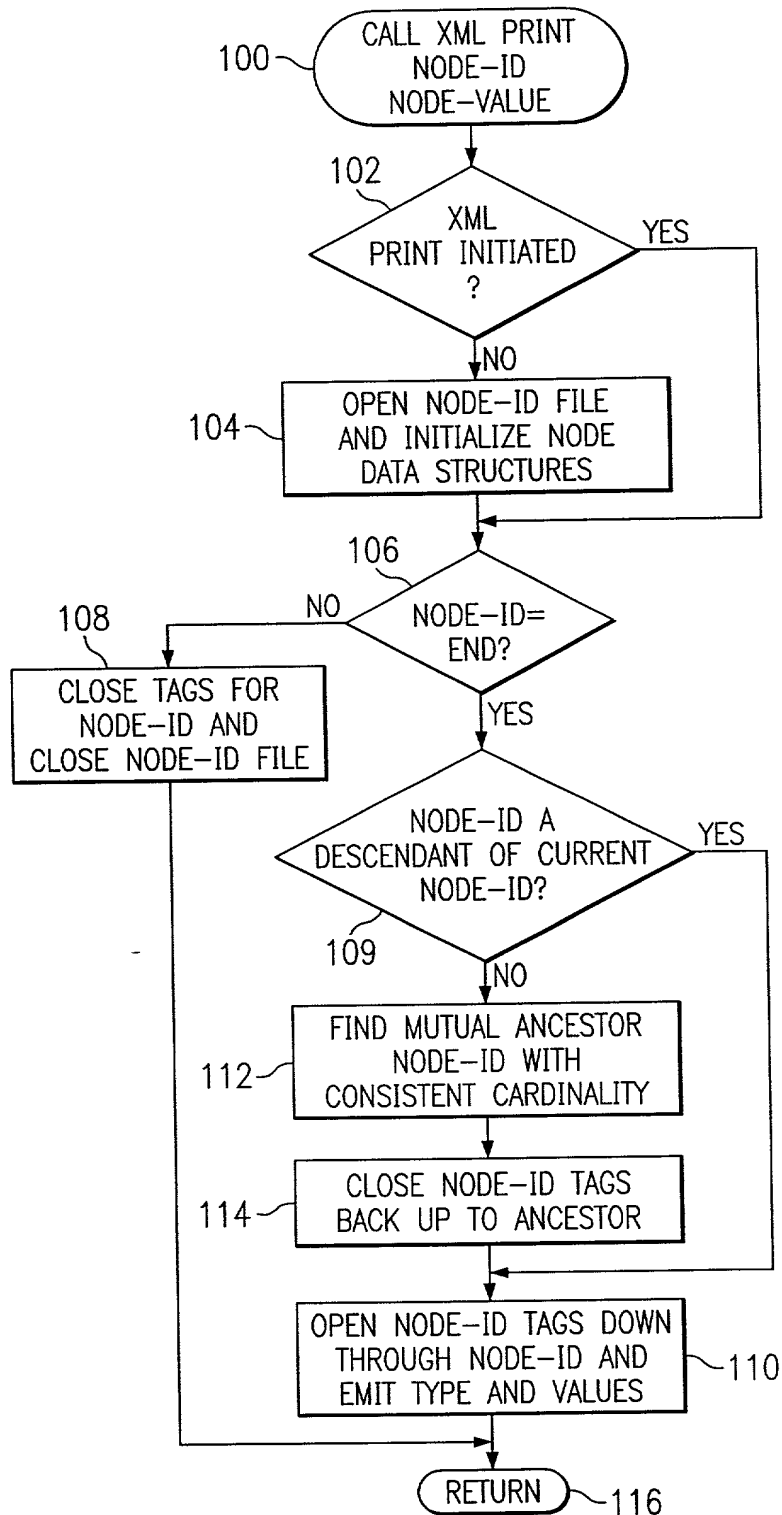 CALL XML PRINT
NODE-ID
NODE-VALUE
100
102
XML
PRINT INITIATED
?
YES
NO
104
OPEN NODE-ID FILE
AND INITIALIZE NODE
DATA STRUCTURES
106
NODE-ID=
END?
NO
YES
108
CLOSE TAGS FOR
NODE-ID AND
CLOSE NODE-ID FILE
NODE-ID A
DESCENDANT OF CURRENT
NODE-ID?
YES
109
NO
112
FIND MUTUAL ANCESTOR
NODE-ID WITH
CONSISTENT CARDINALITY
114
CLOSE NODE-ID TAGS
BACK UP TO ANCESTOR
OPEN NODE-ID TAGS DOWN
THROUGH NODE-ID AND
EMIT TYPE AND VALUES
110
RETURN
116